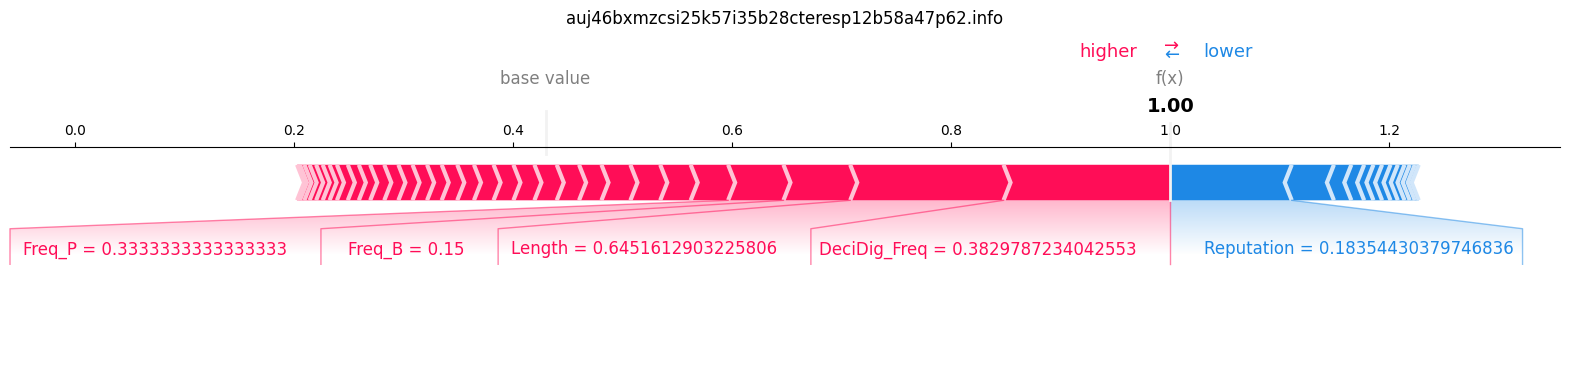 auj46bxmzcsi25k57i35b28cteresp12b58a47p62.info
higher → ← lower
base value f(x)
1.00
0.0 0.2 0.4 0.6 0.8 1.0 1.2
Freq_P = 0.3333333333333333 Freq_B = 0.15 Length = 0.6451612903225806 DeciDig_Freq = 0.3829787234042553 Reputation = 0.18354430379746836